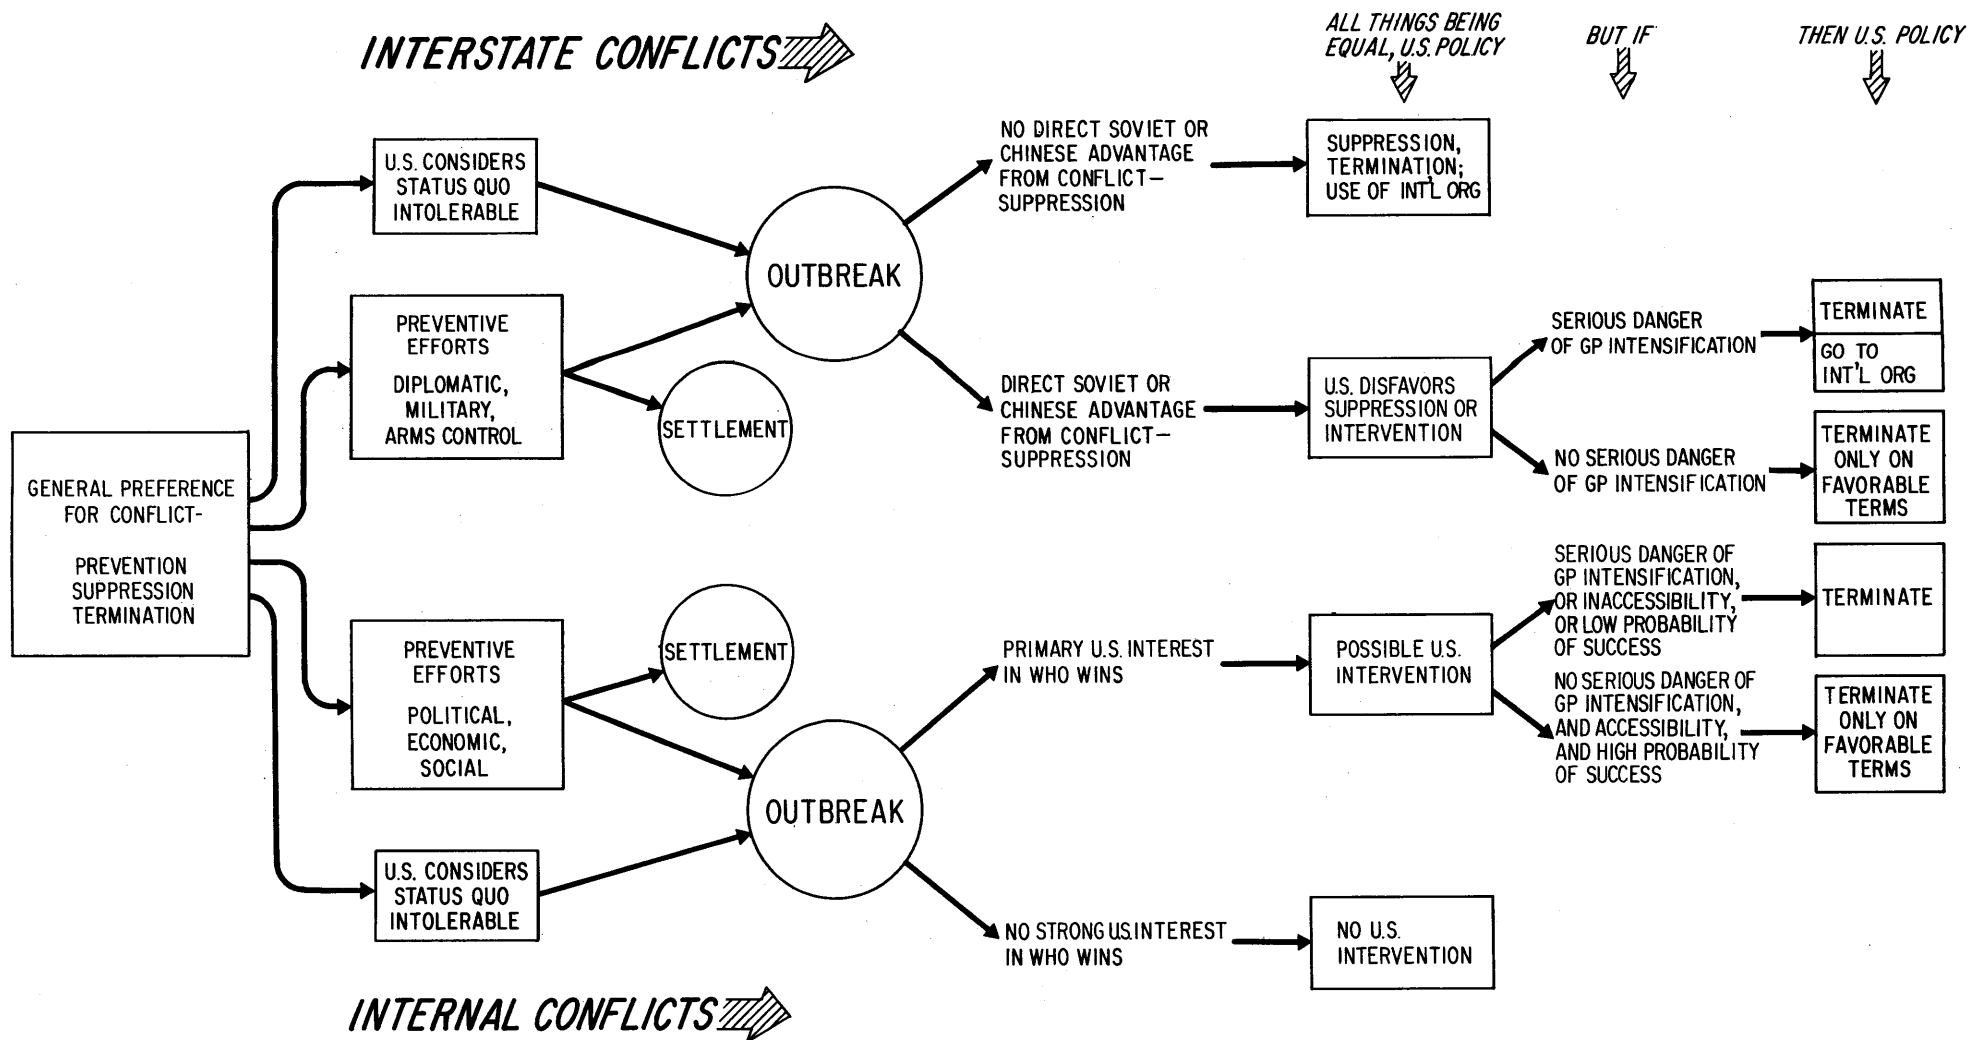 INTERSTATE CONFLICTS
ALL THINGS BEING
EQUAL, U.S. POLICY
BUT IF
THEN U.S. POLICY
GENERAL PREFERENCE
FOR CONFLICT-
PREVENTION
SUPPRESSION
TERMINATION
U.S. CONSIDERS
STATUS QUO
INTOLERABLE
PREVENTIVE
EFFORTS
DIPLOMATIC,
MILITARY,
ARMS CONTROL
OUTBREAK
SETTLEMENT
NO DIRECT SOVIET OR
CHINESE ADVANTAGE
FROM CONFLICT—
SUPPRESSION
SUPPRESSION,
TERMINATION;
USE OF INT'L ORG
DIRECT SOVIET OR
CHINESE ADVANTAGE
FROM CONFLICT—
SUPPRESSION
U.S. DISFAVORS
SUPPRESSION OR
INTERVENTION
SERIOUS DANGER
OF GP INTENSIFICATION
TERMINATE
GO TO
INT'L ORG
NO SERIOUS DANGER
OF GP INTENSIFICATION
TERMINATE
ONLY ON
FAVORABLE
TERMS
PREVENTIVE
EFFORTS
POLITICAL,
ECONOMIC,
SOCIAL
SETTLEMENT
OUTBREAK
U.S. CONSIDERS
STATUS QUO
INTOLERABLE
PRIMARY U.S. INTEREST
IN WHO WINS
POSSIBLE U.S.
INTERVENTION
SERIOUS DANGER OF
GP INTENSIFICATION,
OR INACCESSIBILITY,
OR LOW PROBABILITY
OF SUCCESS
TERMINATE
NO SERIOUS DANGER OF
GP INTENSIFICATION,
AND ACCESSIBILITY,
AND HIGH PROBABILITY
OF SUCCESS
TERMINATE
ONLY ON
FAVORABLE
TERMS
NO STRONG U.S. INTEREST
IN WHO WINS
NO U.S.
INTERVENTION
INTERNAL CONFLICTS